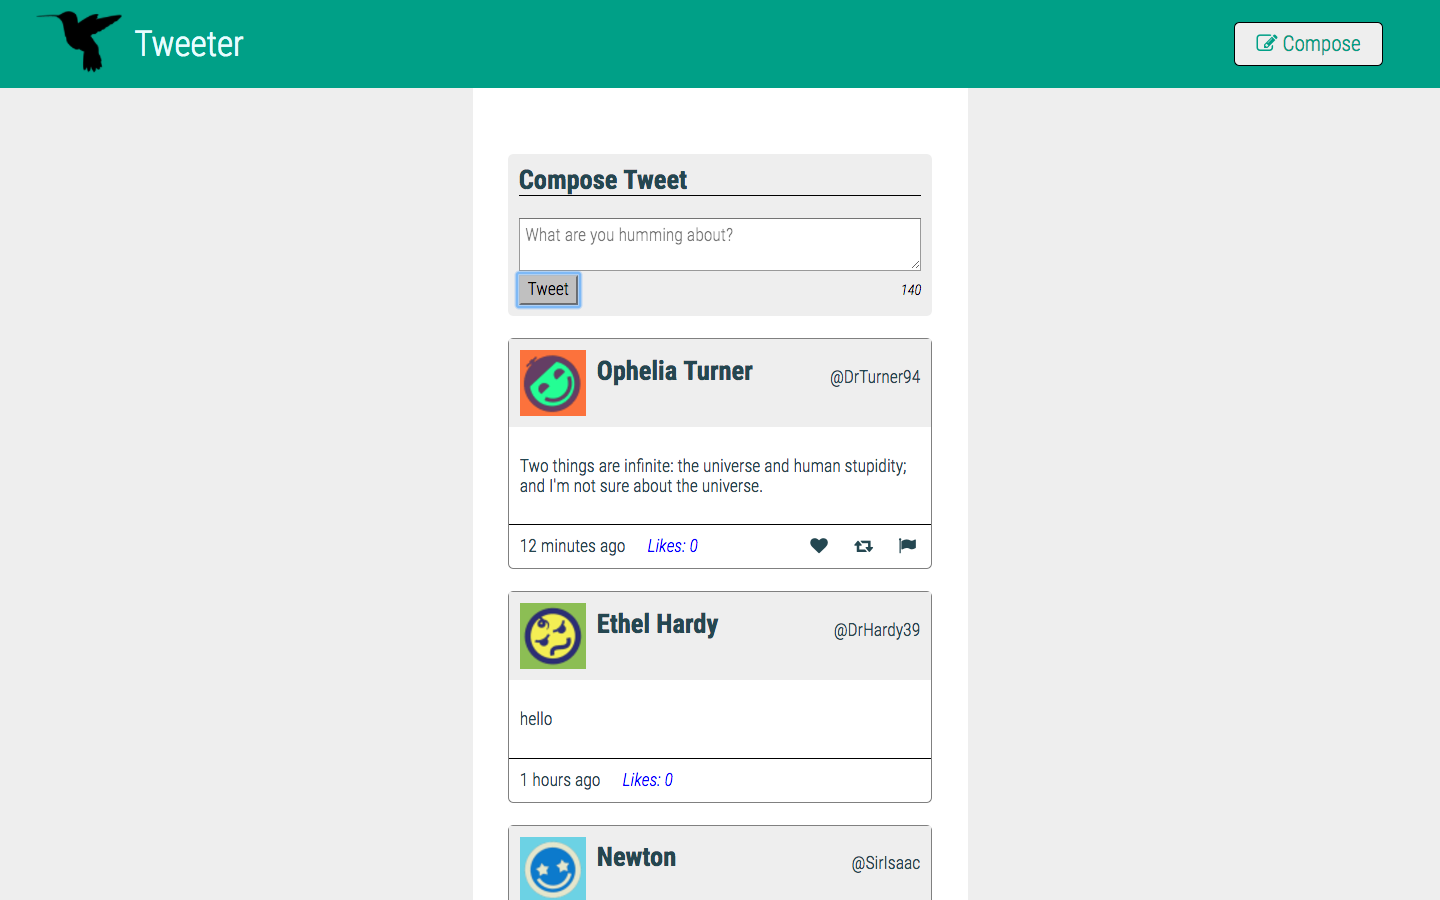 Tweeter
Compose
Compose Tweet
What are you humming about?
Tweet
140
Ophelia Turner
@DrTurner94
Two things are infinite: the universe and human stupidity;
and I'm not sure about the universe.
12 minutes ago
Likes: 0
Ethel Hardy
@DrHardy39
hello
1 hours ago
Likes: 0
Newton
@SirIsaac